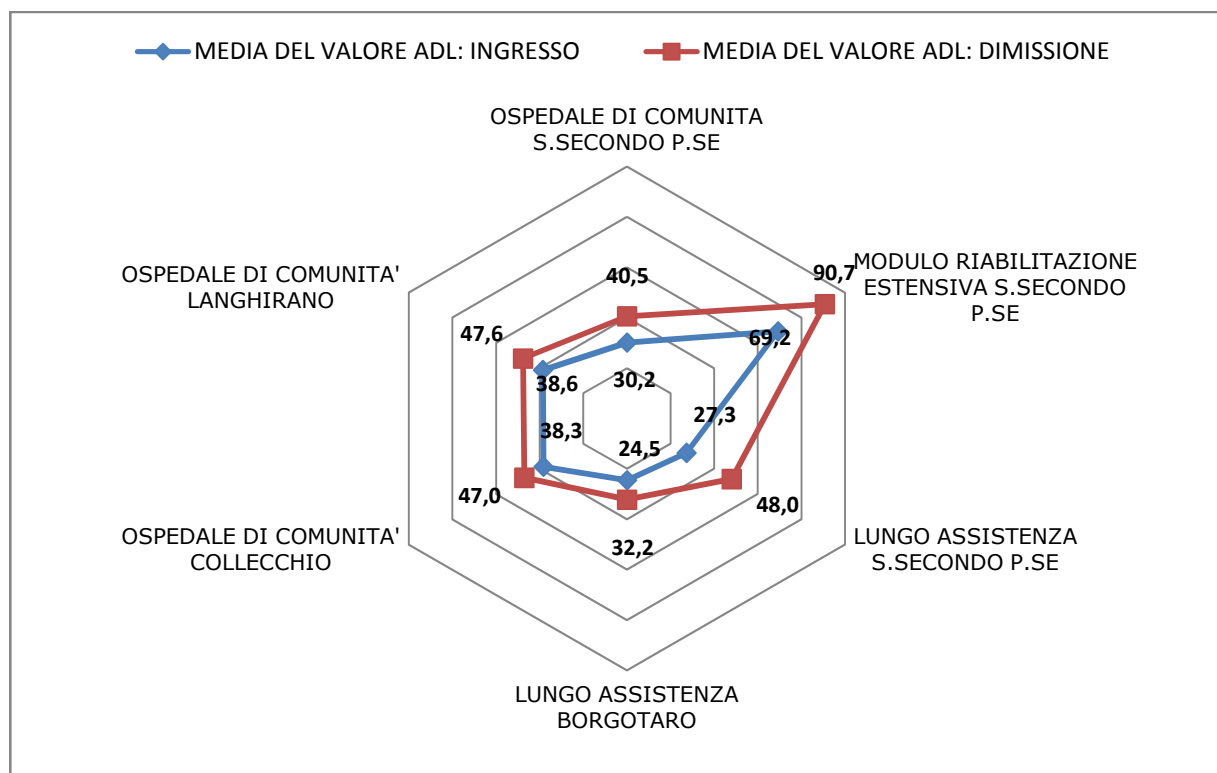 MEDIA DEL VALORE ADL: INGRESSO
MEDIA DEL VALORE ADL: DIMISSIONE
OSPEDALE DI COMUNITA
S.SECONDO P.SE
40,5
30,2
90,7
69,2
MODULO RIABILITAZIONE
ESTENSIVA S.SECONDO
P.SE
27,3
48,0
LUNGO ASSISTENZA
S.SECONDO P.SE
24,5
32,2
LUNGO ASSISTENZA
BORGOTARO
38,3
47,0
OSPEDALE DI COMUNITA'
COLLECCHIO
47,6
38,6
OSPEDALE DI COMUNITA'
LANGHIRANO